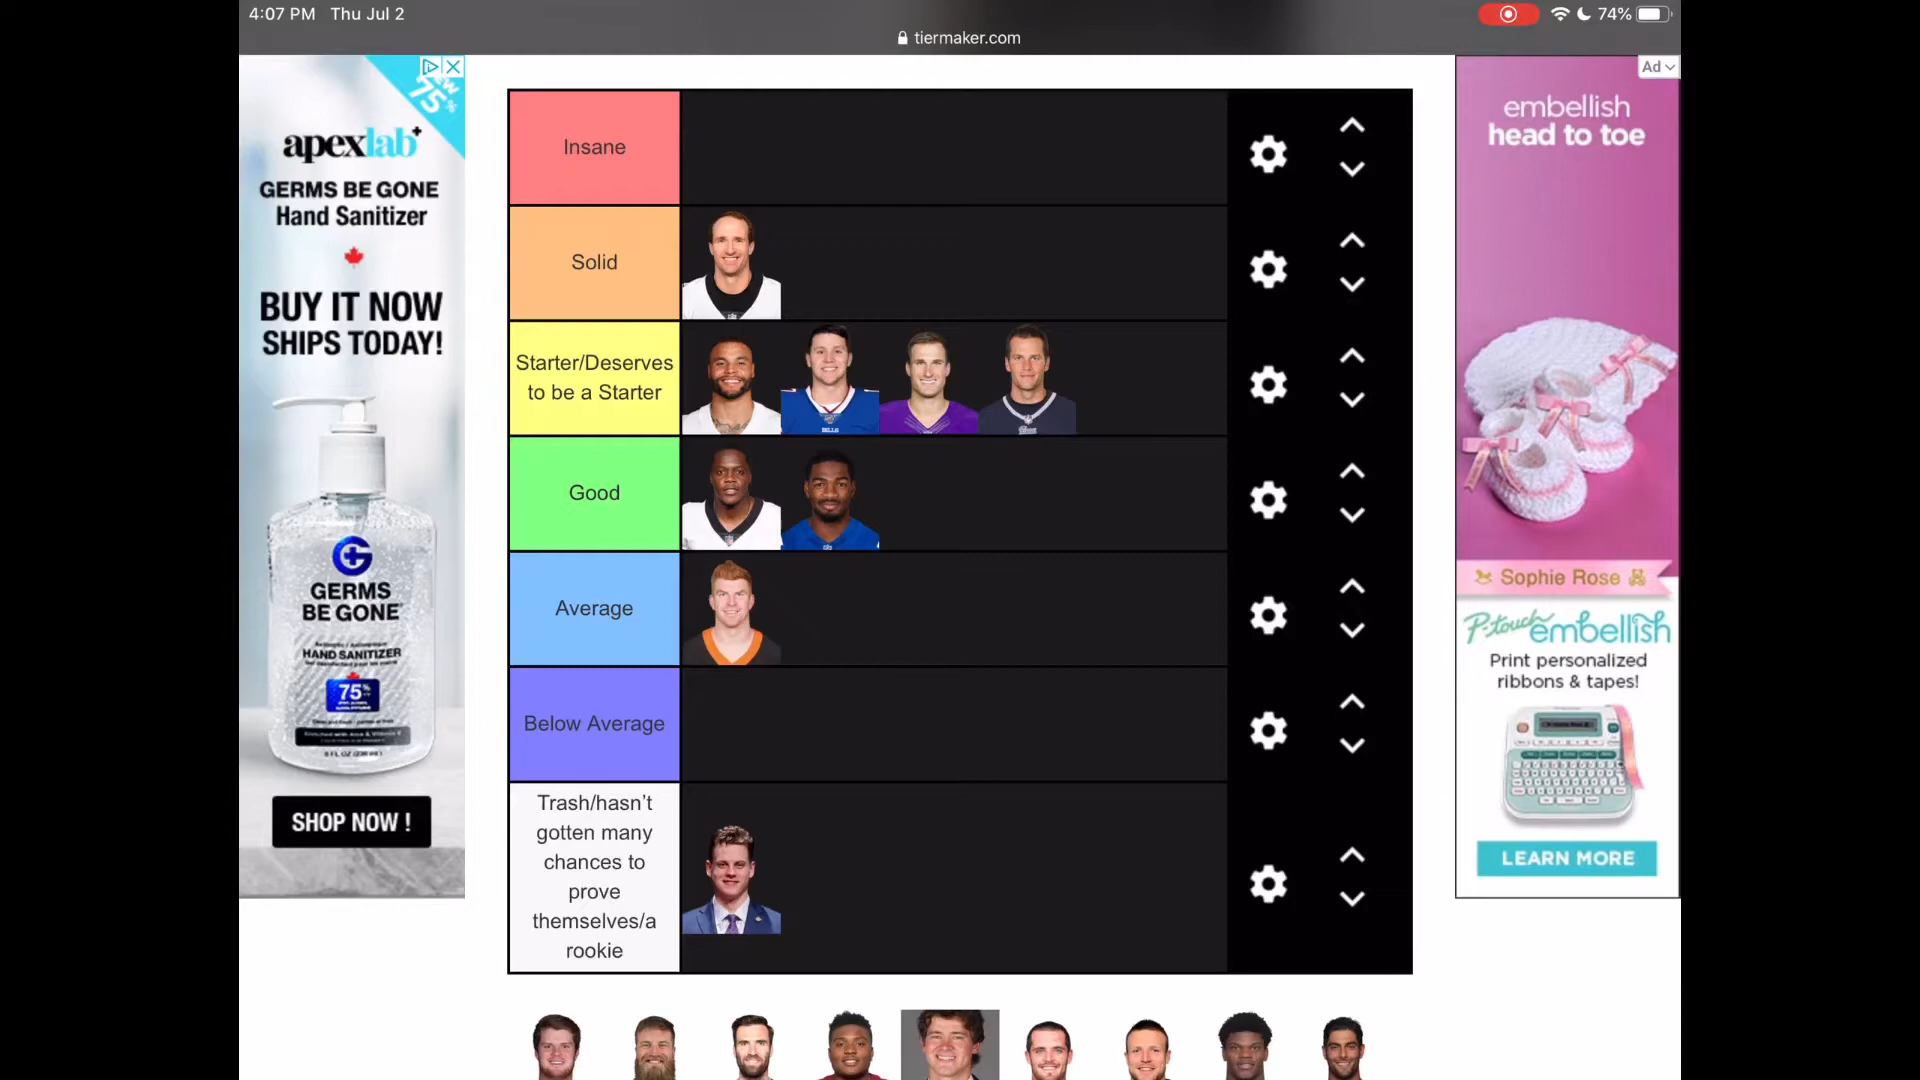 4:07 PM Thu Jul 2
74%
tiermaker.com
75%
apexlab+
GERMS BE GONE
Hand Sanitizer
BUY IT NOW
SHIPS TODAY!
GERMS
BE GONE
HAND SANITIZER
75%
SHOP NOW !
Insane
Solid
Starter/Deserves
to be a Starter
Good
Average
Below Average
Trash/hasn't
gotten many
chances to
prove
themselves/a
rookie
Ad
embellish
head to toe
Sophie Rose
P-touch embellish
Print personalized
ribbons & tapes!
LEARN MORE